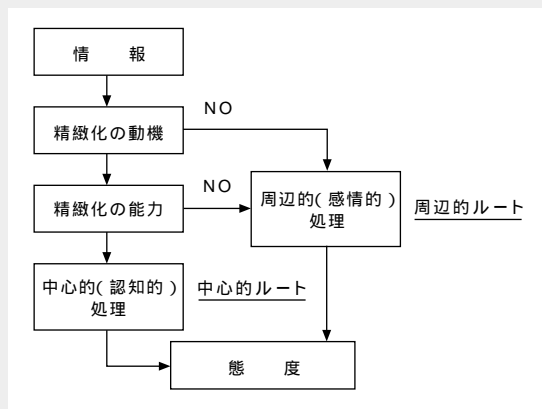 情 報
NO
精緻化の動機
NO
精緻化の能力
周辺的(感情的)
処理
周辺的ルート
中心的(認知的)
処理
中心的ルート
態 度